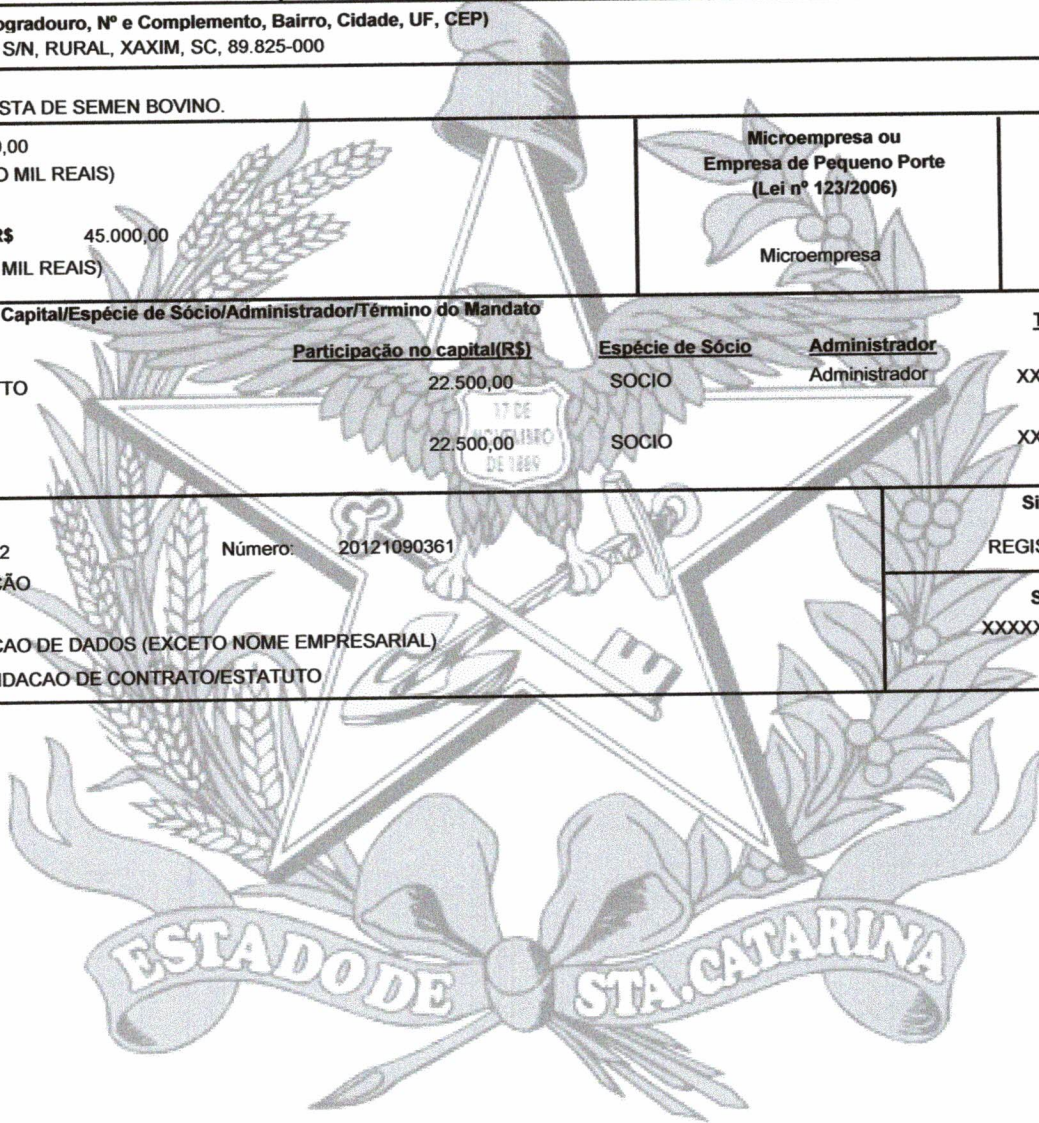 ogradouro, Nº e Complemento, Bairro, Cidade, UF, CEP)
S/N, RURAL, XAXIM, SC, 89.825-000
STA DE SEMEN BOVINO.
0,00
O MIL REAIS)
R$ 45.000,00
MIL REAIS)
Microempresa ou
Empresa de Pequeno Porte
(Lei nº 123/2006)
Microempresa
Capital/Espécie de Sócio/Administrador/Término do Mandato
Participação no capital(R$) Espécie de Sócio Administrador
TTO 22.500,00 SOCIO Administrador XX
22.500,00 SOCIO XX
17 DE
NOVEMBRO
DE 1889
2 Número: 20121090361
ÇÃO
CAO DE DADOS (EXCETO NOME EMPRESARIAL)
IDACAO DE CONTRATO/ESTATUTO
Si
REGIS
S
XXXXX
ESTADO DE STA. CATARINA